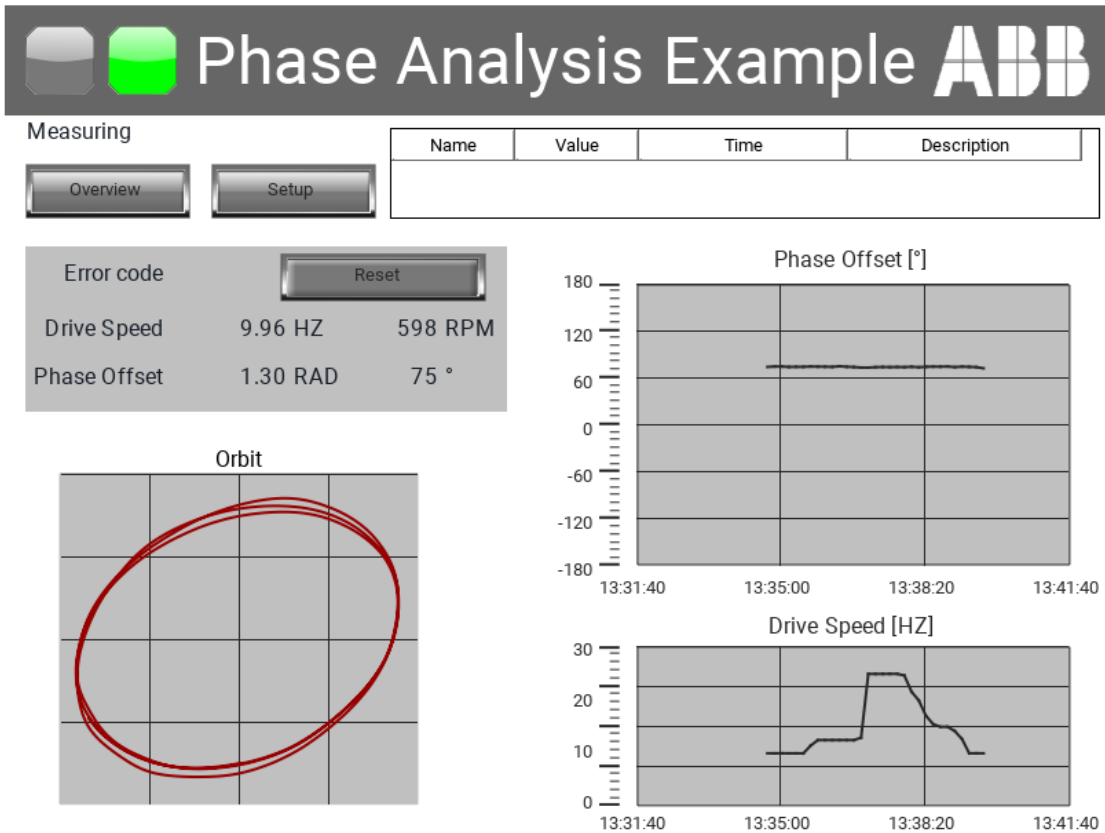 Phase Analysis Example ABB
Measuring
Name Value Time Description
Overview Setup
Error code Reset
Drive Speed 9.96 HZ 598 RPM
Phase Offset 1.30 RAD 75 °
Orbit
Phase Offset [°]
180
120
60
0
-60
-120
-180
13:31:40 13:35:00 13:38:20 13:41:40
Drive Speed [HZ]
30
20
10
0
13:31:40 13:35:00 13:38:20 13:41:40